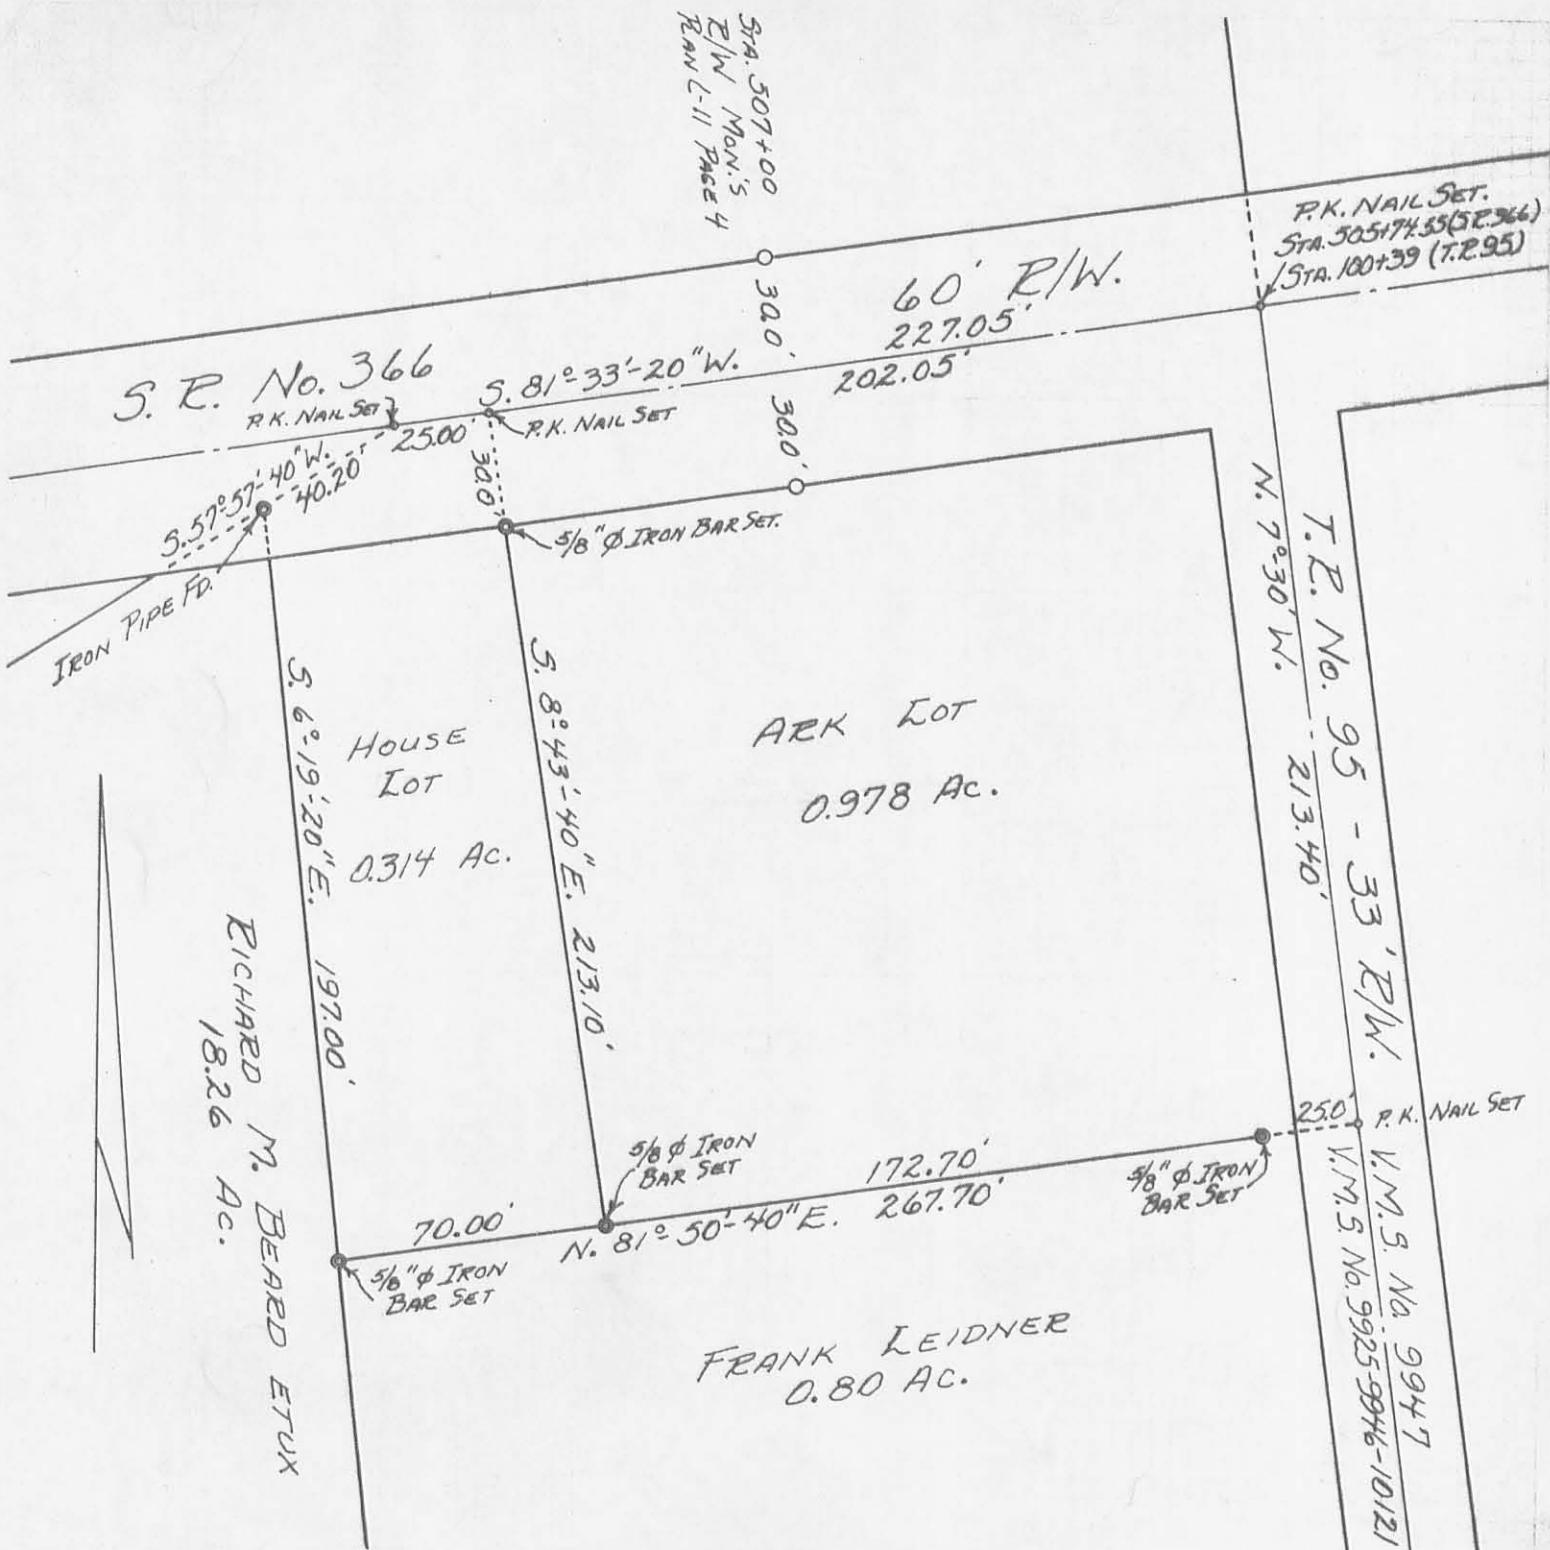 STA. 507+00
R/W MON.'S
PLAN L-11 PAGE 4
P.K. NAIL SET.
STA. 505+74.55 (S.R. 366)
STA. 100+39 (T.R. 95)
60' R/W.
227.05'
202.05'
30.0'
30.0'
S. R. No. 366
P.K. NAIL SET
S. 81°-33'-20" W.
P.K. NAIL SET
25.00'
30.0'
S. 57°-57'-40" W.
40.20'
IRON PIPE FD.
5/8" φ IRON BAR SET.
N. 7°-30' W.
213.40'
T.R. No. 95 - 33' R/W.
S. 6°-19'-20" E. 197.00'
HOUSE
LOT
0.314 Ac.
S. 8°-43'-40" E. 213.10'
ARK LOT
0.978 Ac.
RICHARD M. BEARD ETUX
18.26 Ac.
25.0'
P.K. NAIL SET
5/8 φ IRON
BAR SET
172.70'
267.70'
5/8" φ IRON
BAR SET
70.00'
N. 81°-50'-40" E.
5/8" φ IRON
BAR SET
FRANK LEIDNER
0.80 Ac.
V.M.S. No. 9947
V.M.S. No. 9925-9946-10121